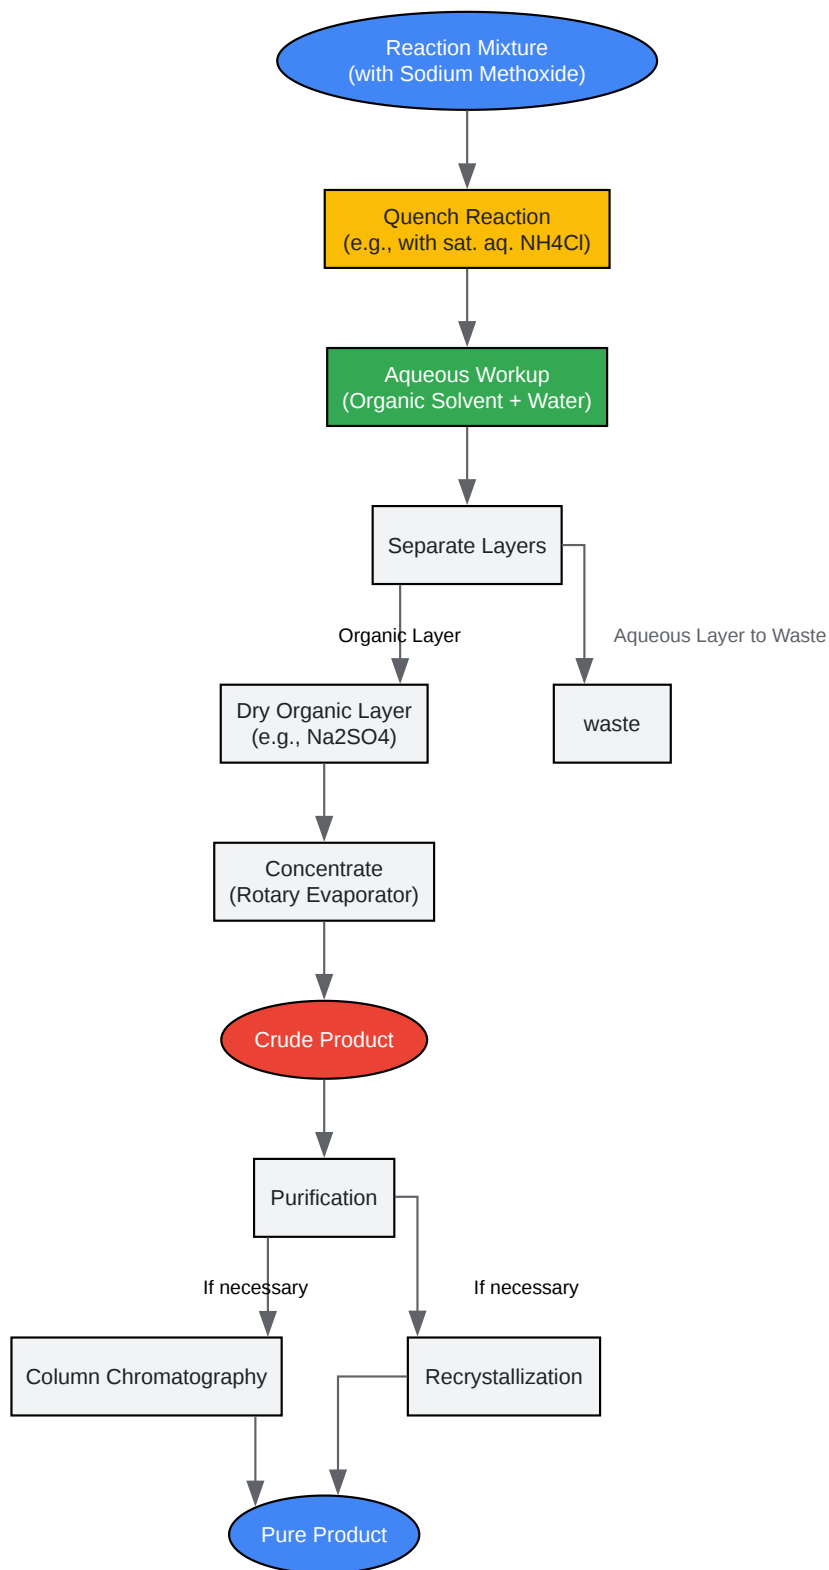 Reaction Mixture
(with Sodium Methoxide)
Quench Reaction
(e.g., with sat. aq. NH4Cl)
Aqueous Workup
(Organic Solvent + Water)
Separate Layers
Organic Layer
Aqueous Layer to Waste
Dry Organic Layer
(e.g., Na2SO4)
waste
Concentrate
(Rotary Evaporator)
Crude Product
Purification
If necessary
If necessary
Column Chromatography
Recrystallization
Pure Product